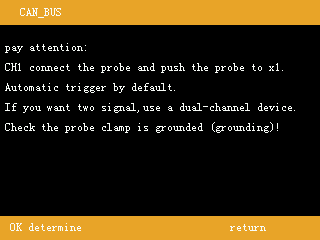 CAN_BUS
pay attention:
CH1 connect the probe and push the probe to x1.
Automatic trigger by default.
If you want two signal,use a dual-channel device.
Check the probe clamp is grounded (grounding)!
OK determine return